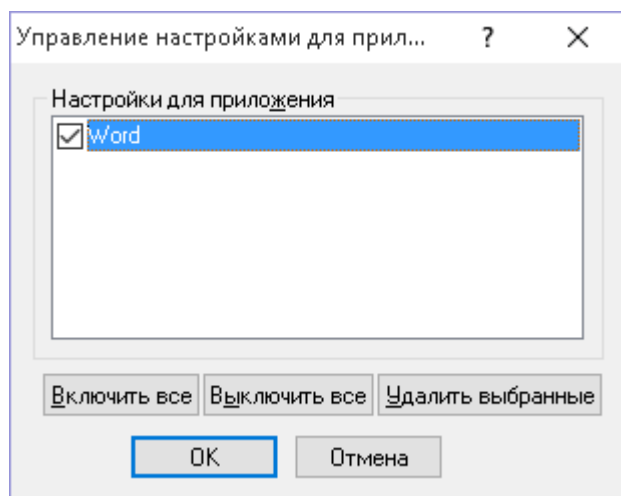 Управление настройками для прил...
Настройки для приложения
Word
Включить все Выключить все Удалить выбранные
OK Отмена